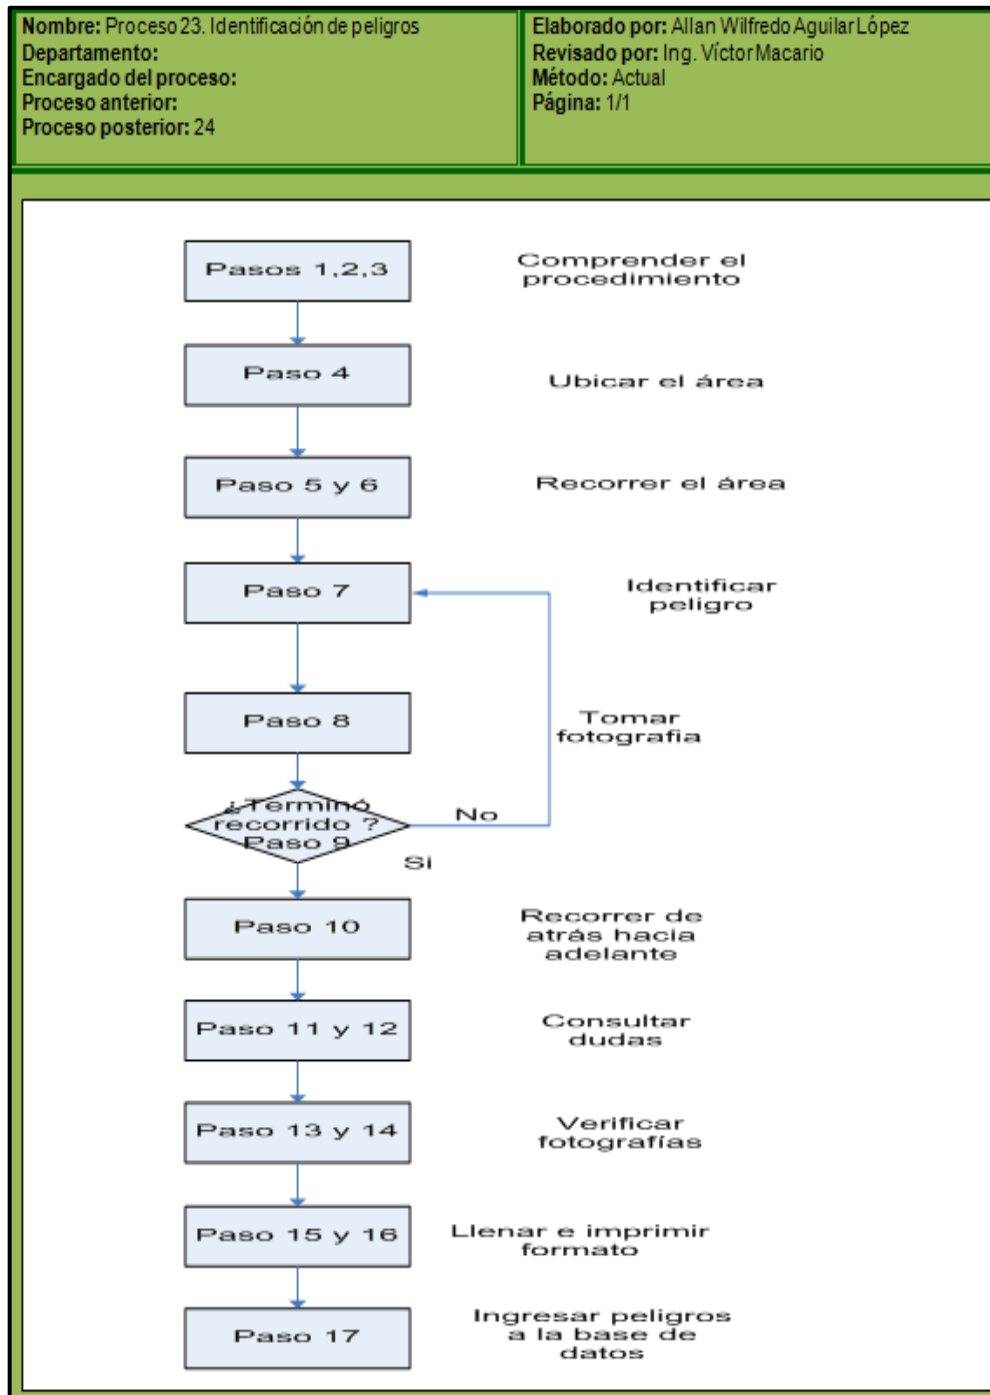 Nombre: Proceso 23. Identificación de peligros
Departamento:
Encargado del proceso:
Proceso anterior:
Proceso posterior: 24
Elaborado por: Allan Wilfredo Aguilar López
Revisado por: Ing. Víctor Macario
Método: Actual
Página: 1/1
Pasos 1,2,3
Comprender el
procedimiento
Paso 4
Ubicar el área
Paso 5 y 6
Recorrer el área
Paso 7
Identificar
peligro
Paso 8
Tomar
fotografia
¿Terminó
recorrido ?
Paso 9
No
Si
Paso 10
Recorrer de
atrás hacia
adelante
Paso 11 y 12
Consultar
dudas
Paso 13 y 14
Verificar
fotografías
Paso 15 y 16
Llenar e imprimir
formato
Paso 17
Ingresar peligros
a la base de
datos